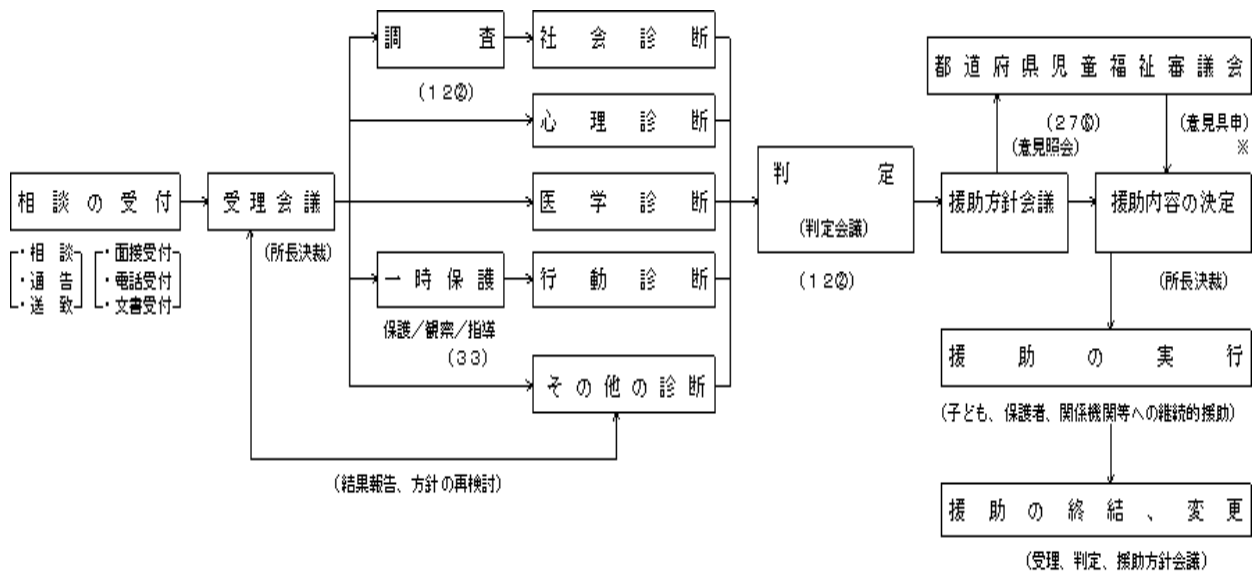 調査
社会診断
都道府県児童福祉審議会
(12②)
心理診断
(27⑥)
(意見照会)
(意見具申)
※
相談の受付
受理会議
医学診断
判定
(判定会議)
援助方針会議
援助内容の決定
(所長決裁)
・相談
・通告
・送致
・面接受付
・電話受付
・文書受付
一時保護
行動診断
(12②)
(所長決裁)
保護/観察/指導
(33)
その他の診断
援助の実行
(子ども、保護者、関係機関等への継続的援助)
(結果報告、方針の再検討)
援助の終結、変更
(受理、判定、援助方針会議)